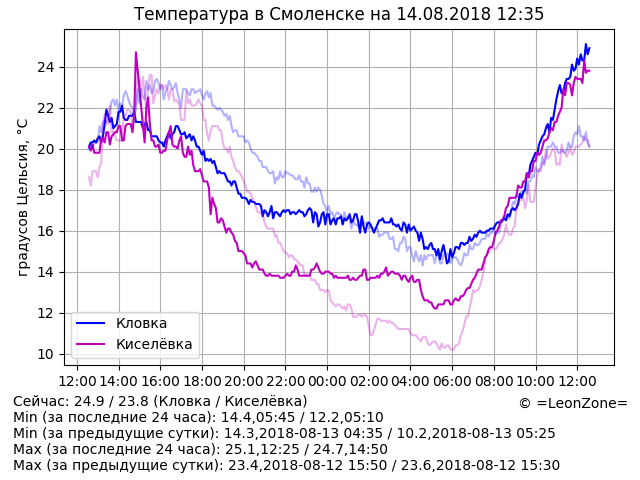 Температура в Смоленске на 14.08.2018 12:35
градусов Цельсия, °C
24
22
20
18
16
14
12
10
Кловка
Киселёвка
12:00 14:00 16:00 18:00 20:00 22:00 00:00 02:00 04:00 06:00 08:00 10:00 12:00
Сейчас: 24.9 / 23.8 (Кловка / Киселёвка)
© =LeonZone=
Min (за последние 24 часа): 14.4,05:45 / 12.2,05:10
Min (за предыдущие сутки): 14.3,2018-08-13 04:35 / 10.2,2018-08-13 05:25
Max (за последние 24 часа): 25.1,12:25 / 24.7,14:50
Max (за предыдущие сутки): 23.4,2018-08-12 15:50 / 23.6,2018-08-12 15:30